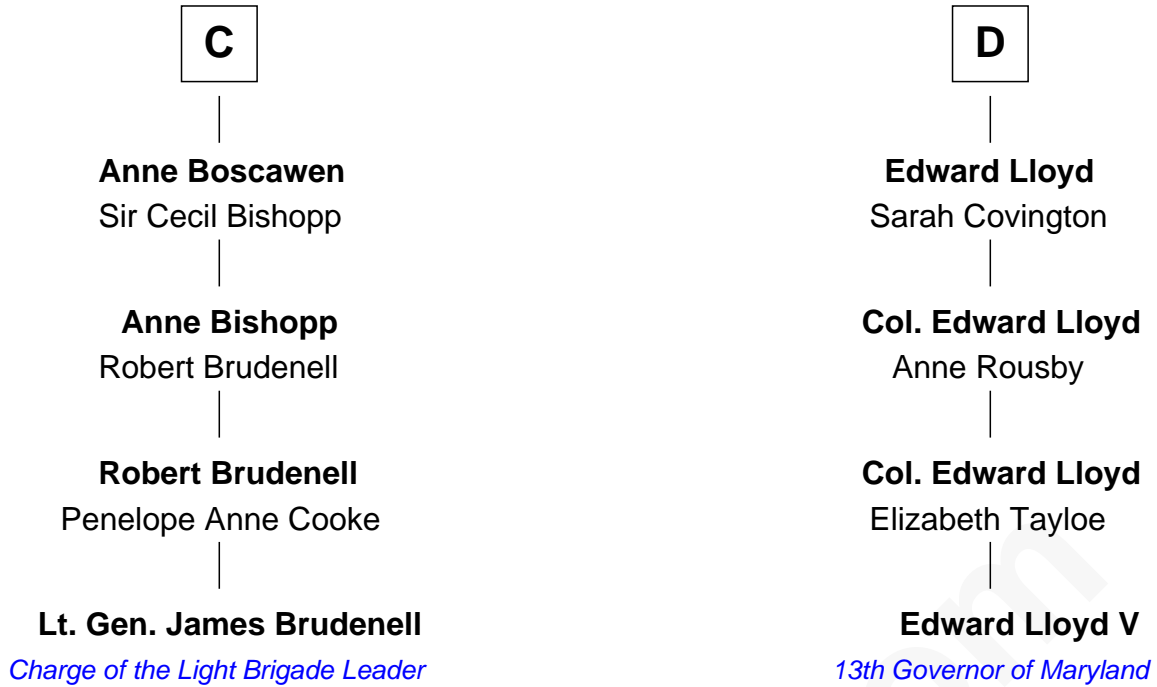 C
Anne Boscawen
Sir Cecil Bishopp
Anne Bishopp
Robert Brudenell
Robert Brudenell
Penelope Anne Cooke
Lt. Gen. James Brudenell
Charge of the Light Brigade Leader
D
Edward Lloyd
Sarah Covington
Col. Edward Lloyd
Anne Rousby
Col. Edward Lloyd
Elizabeth Tayloe
Edward Lloyd V
13th Governor of Maryland